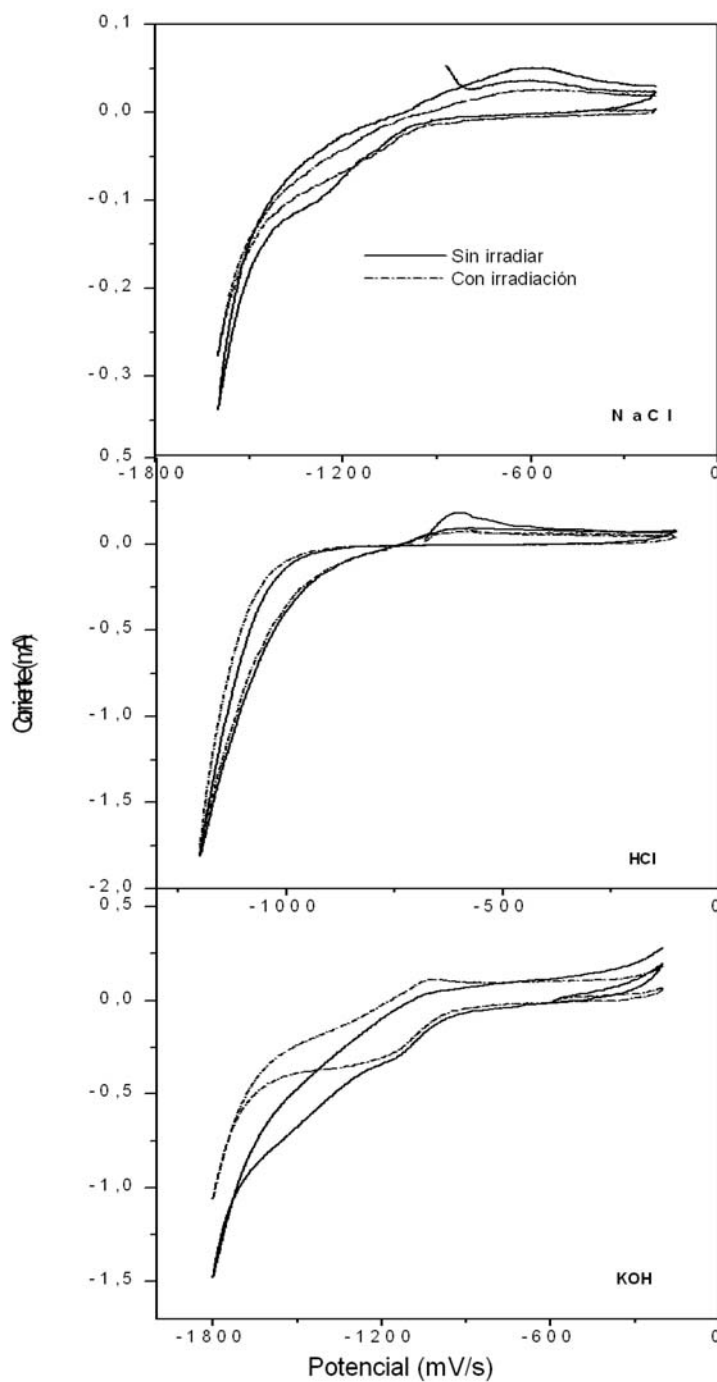 0,1
0,0
-0,1
-0,2
-0,3
0,5
Sin irradiar
Con irradiación
NaCl
-1800 -1200 -600 0
0,0
-0,5
-1,0
-1,5
-2,0
HCl
-1000 -500 0
Corriente (mA)
0,5
0,0
-0,5
-1,0
-1,5
KOH
-1800 -1200 -600
Potencial (mV/s)